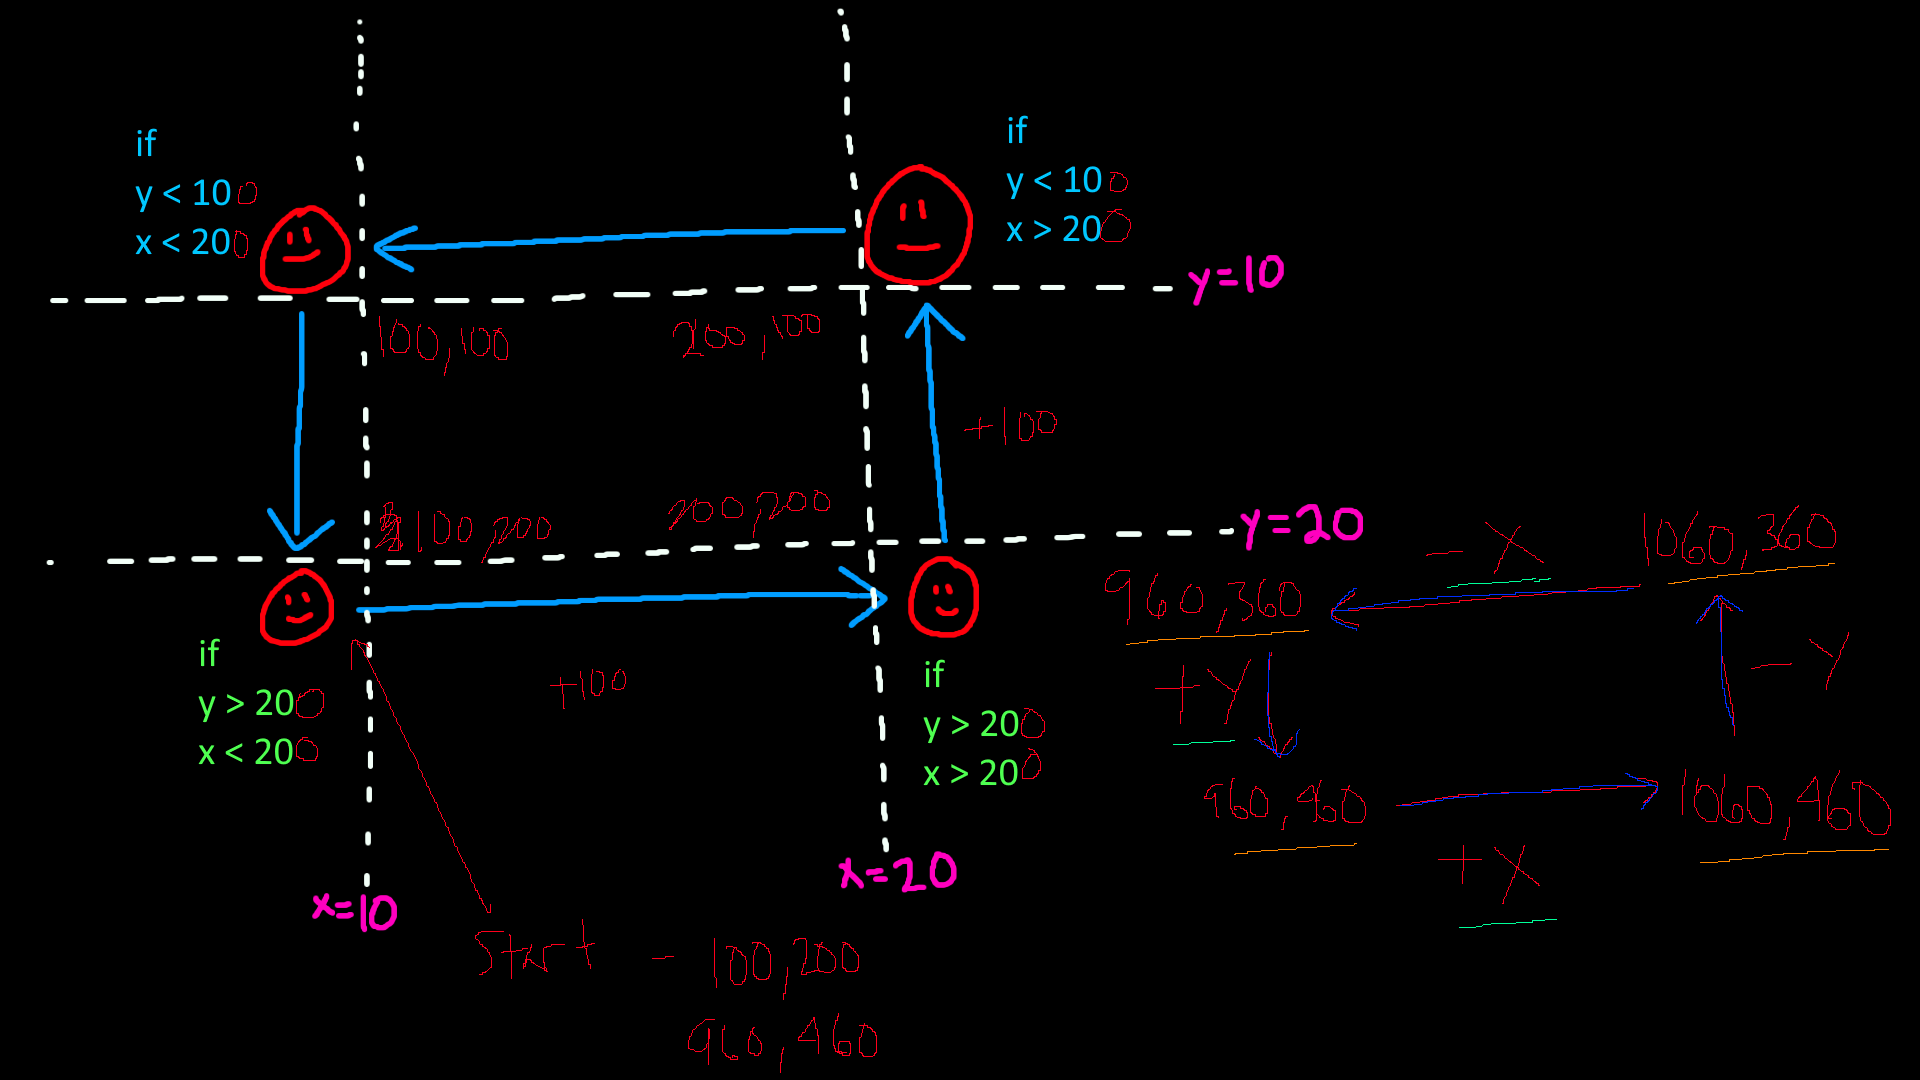 if
y < 100
x < 200
if
y < 100
x > 200
y=10
100,100
200,100
+100
100,200
200,200
y=20
- X
1060,360
960,360
+Y
- Y
if
y > 200
x < 200
+100
if
y > 200
x > 200
960,460
1060,460
+ X
x=20
x=10
Start - 100,200
960,460